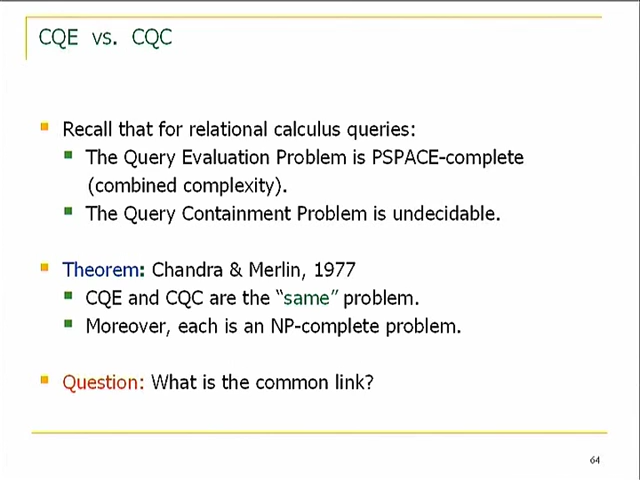 CQE vs. CQC
Recall that for relational calculus queries:
The Query Evaluation Problem is PSPACE-complete
(combined complexity).
The Query Containment Problem is undecidable.
Theorem: Chandra & Merlin, 1977
CQE and CQC are the “same” problem.
Moreover, each is an NP-complete problem.
Question: What is the common link?
64